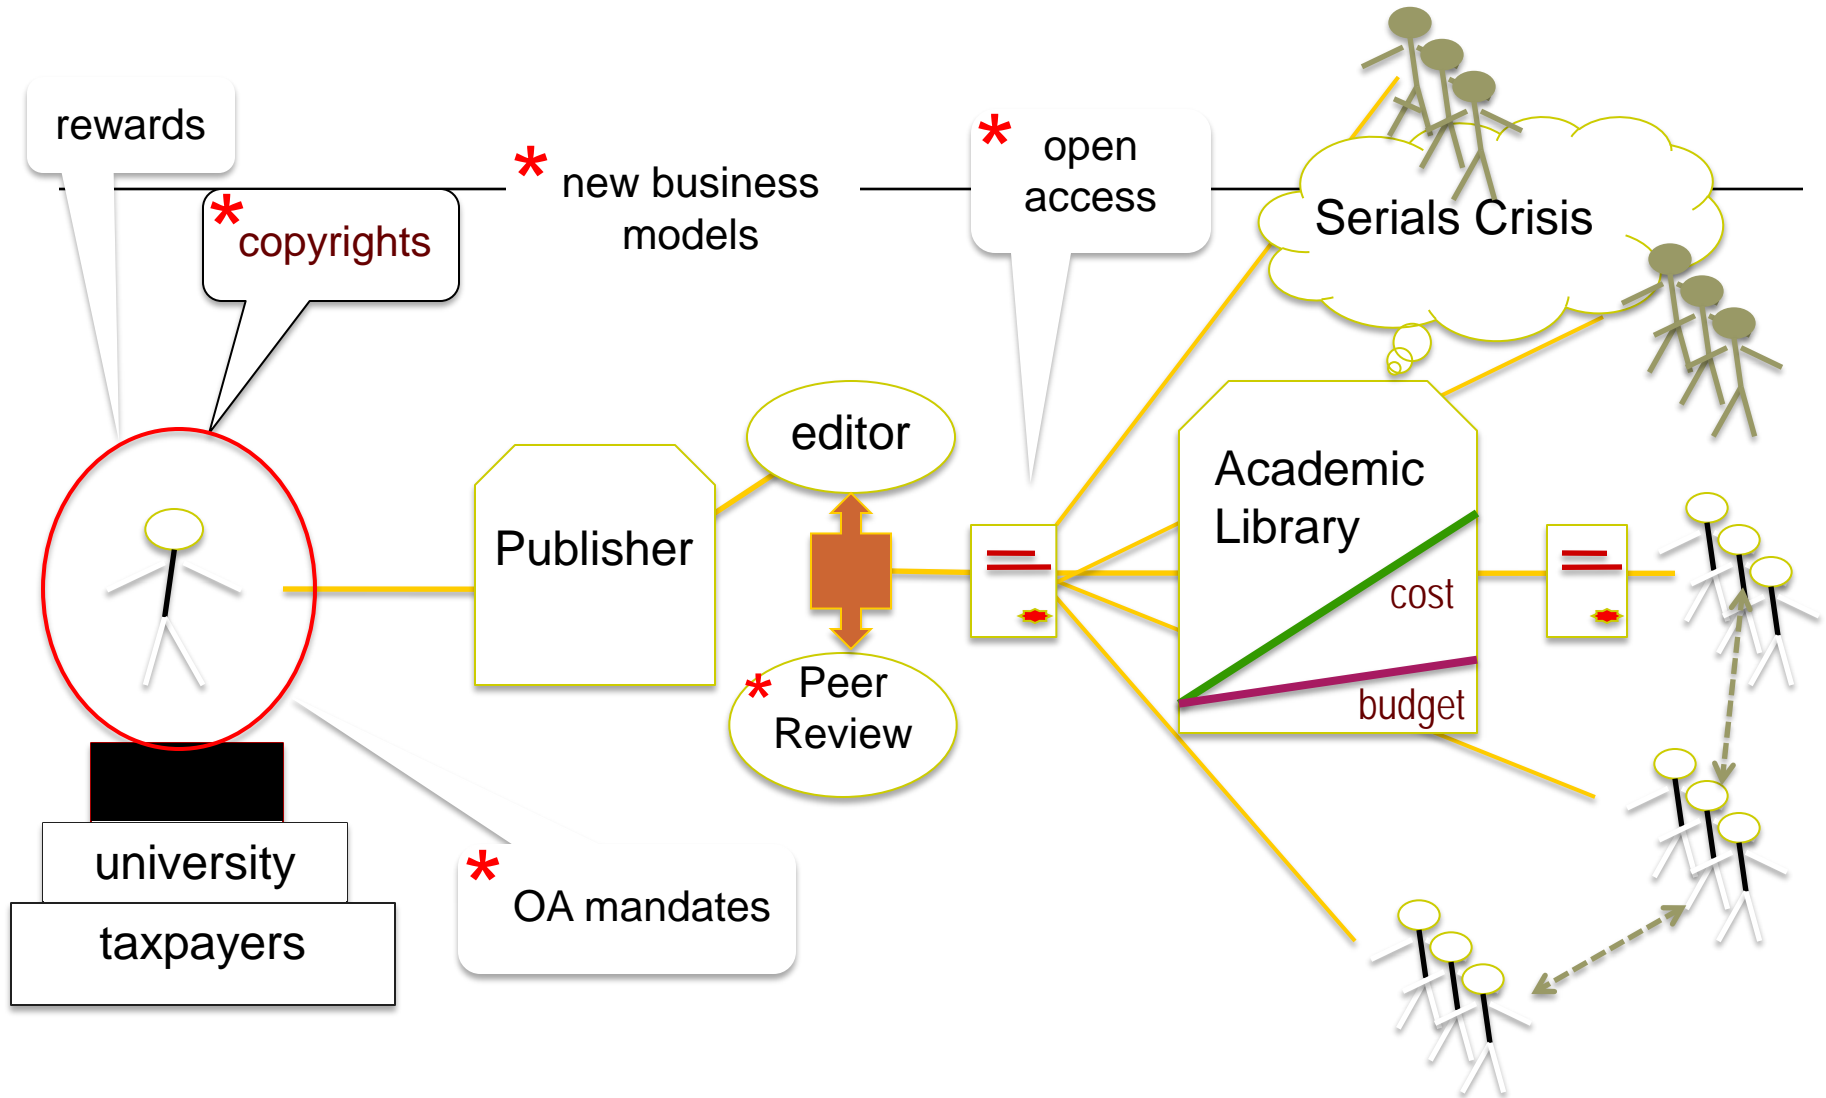 rewards
*
copyrights
*
new business
models
*
open
access
Serials Crisis
editor
Publisher
Academic
Library
cost
budget
*
Peer
Review
university
taxpayers
*
OA mandates